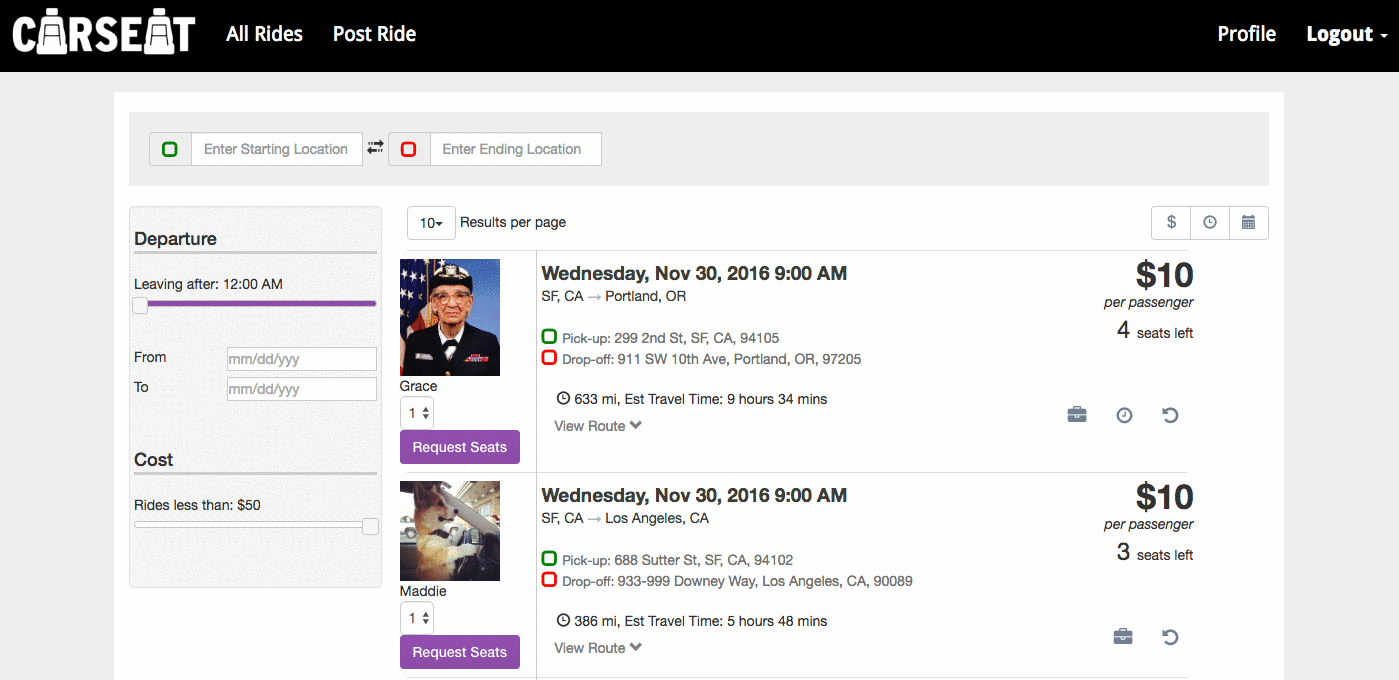 CARSEAT All Rides Post Ride Profile Logout
Enter Starting Location Enter Ending Location
10 Results per page $
Departure
Leaving after: 12:00 AM
From mm/dd/yyy
To mm/dd/yyy
Cost
Rides less than: $50
Wednesday, Nov 30, 2016 9:00 AM
SF, CA → Portland, OR
Pick-up: 299 2nd St, SF, CA, 94105
Drop-off: 911 SW 10th Ave, Portland, OR, 97205
633 mi, Est Travel Time: 9 hours 34 mins
View Route
$10
per passenger
4 seats left
Grace
1
Request Seats
Wednesday, Nov 30, 2016 9:00 AM
SF, CA → Los Angeles, CA
Pick-up: 688 Sutter St, SF, CA, 94102
Drop-off: 933-999 Downey Way, Los Angeles, CA, 90089
386 mi, Est Travel Time: 5 hours 48 mins
View Route
$10
per passenger
3 seats left
Maddie
1
Request Seats